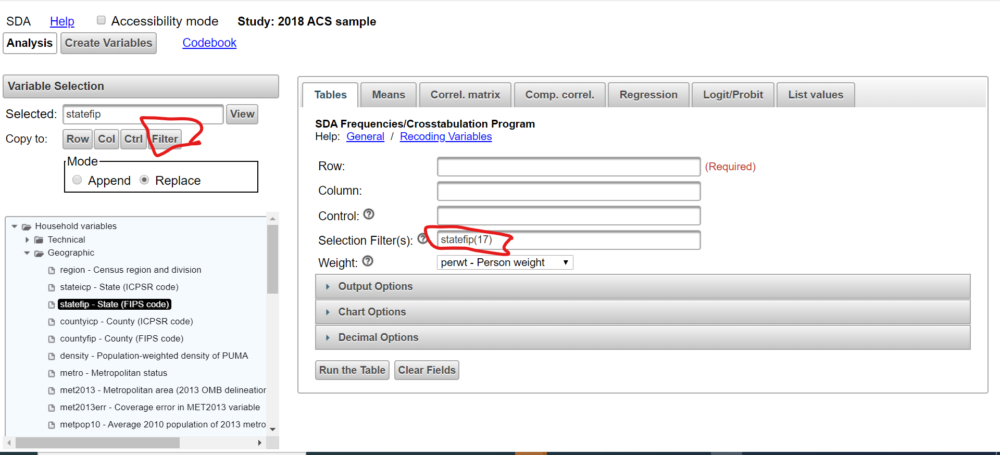 SDA Help Accessibility mode Study: 2018 ACS sample
Analysis Create Variables Codebook
Variable Selection
Selected: statefip View
Copy to: Row Col Ctrl Filter
Mode
Append Replace
Household variables
Technical
Geographic
region - Census region and division
stateicp - State (ICPSR code)
statefip - State (FIPS code)
countyicp - County (ICPSR code)
countyfip - County (FIPS code)
density - Population-weighted density of PUMA
metro - Metropolitan status
met2013 - Metropolitan area (2013 OMB delineation
met2013err - Coverage error in MET2013 variable
metpop10 - Average 2010 population of 2013 metro
Tables Means Correl. matrix Comp. correl. Regression Logit/Probit List values
SDA Frequencies/Crosstabulation Program
Help: General / Recoding Variables
Row: (Required)
Column:
Control: ?
Selection Filter(s): ? statefip(17)
Weight: ? perwt - Person weight
Output Options
Chart Options
Decimal Options
Run the Table Clear Fields